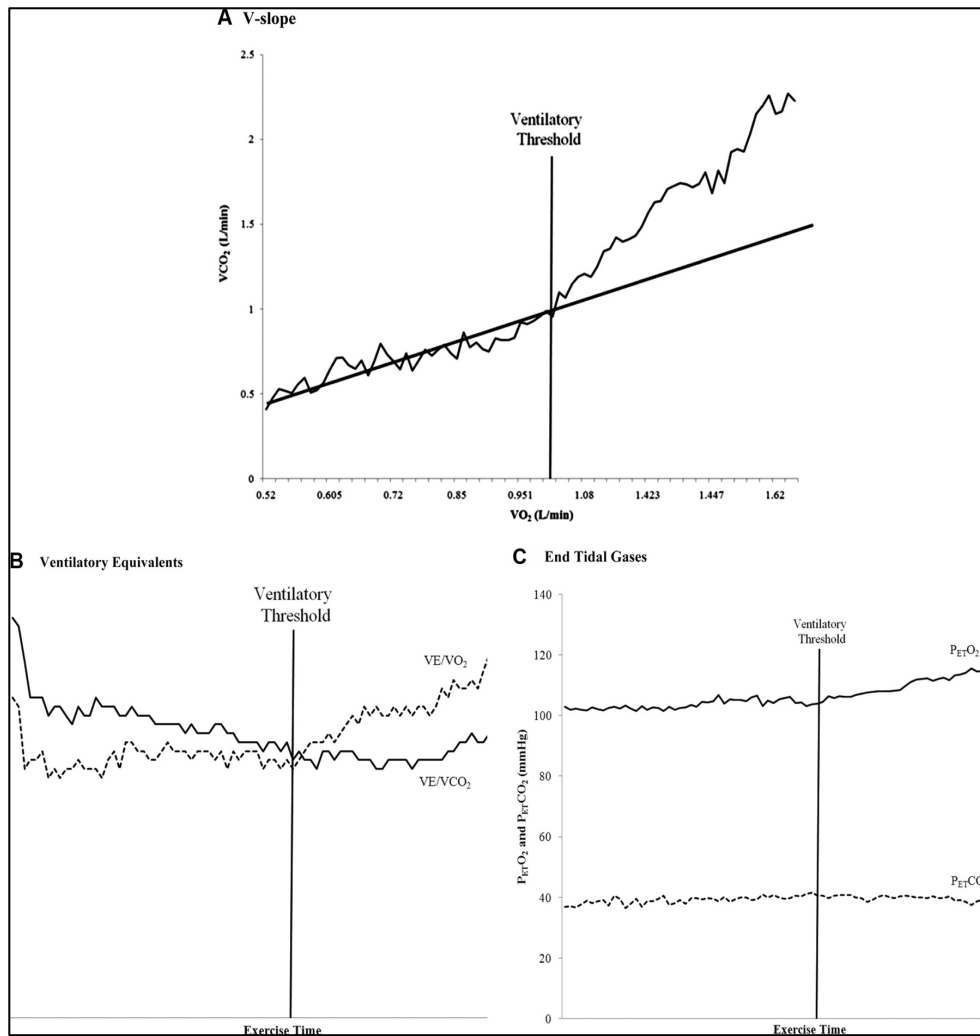 A V-slope
2.5
2
1.5
1
0.5
0
VCO₂ (L/min)
Ventilatory
Threshold
0.52 0.605 0.72 0.85 0.951 1.08 1.423 1.447 1.62
VO₂ (L/min)
B Ventilatory Equivalents
Ventilatory
Threshold
VE/VO₂
VE/VCO₂
Exercise Time
C End Tidal Gases
140
120
100
80
60
40
20
0
PETO₂ and PETCO₂ (mmHg)
Ventilatory
Threshold
PETO₂
PETCO
Exercise Time